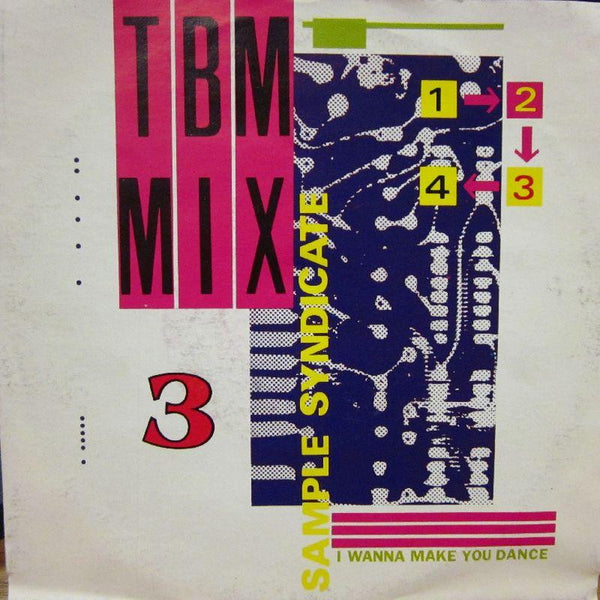 TBM
MIX
1 2
4 3
SAMPLE SYNDICATE
3
I WANNA MAKE YOU DANCE